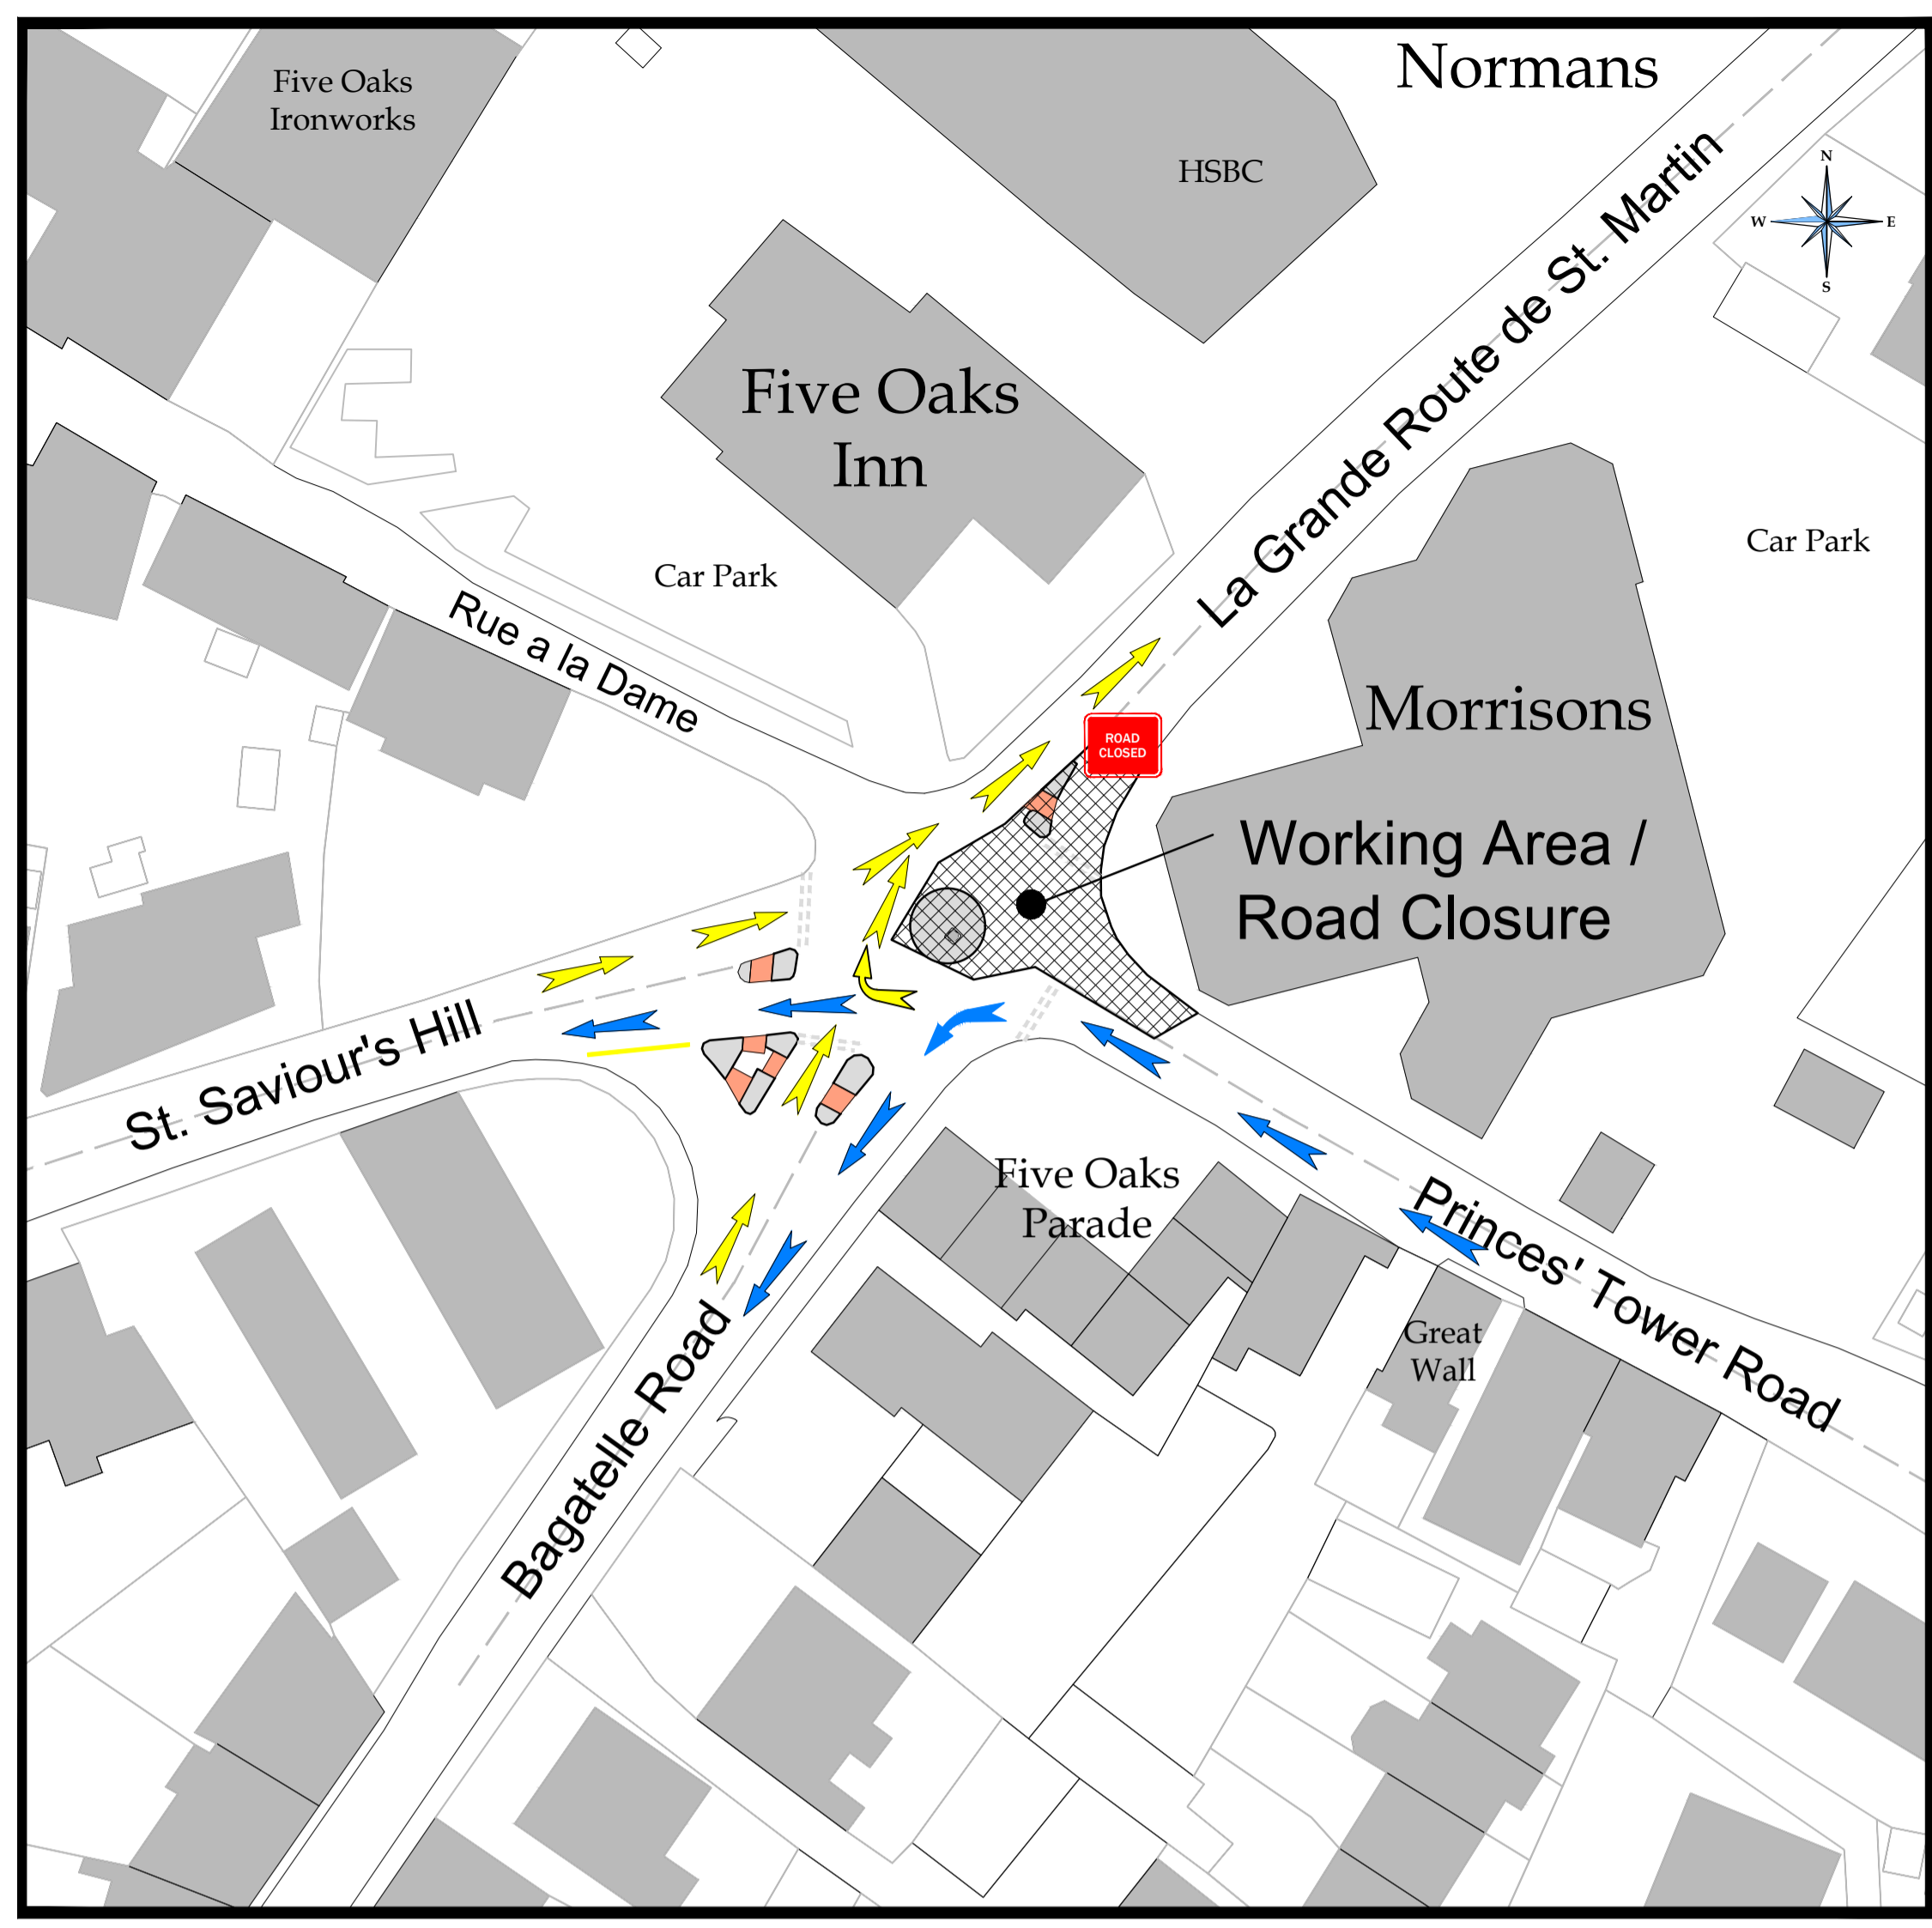 Normans
Five Oaks
Ironworks
HSBC
N
W
E
S
La Grande Route de St. Martin
Five Oaks
Inn
Car Park
Car Park
Rue a la Dame
Morrisons
ROAD
CLOSED
Working Area /
Road Closure
St. Saviour's Hill
Five Oaks
Parade
Princes' Tower Road
Great
Wall
Bagatelle Road